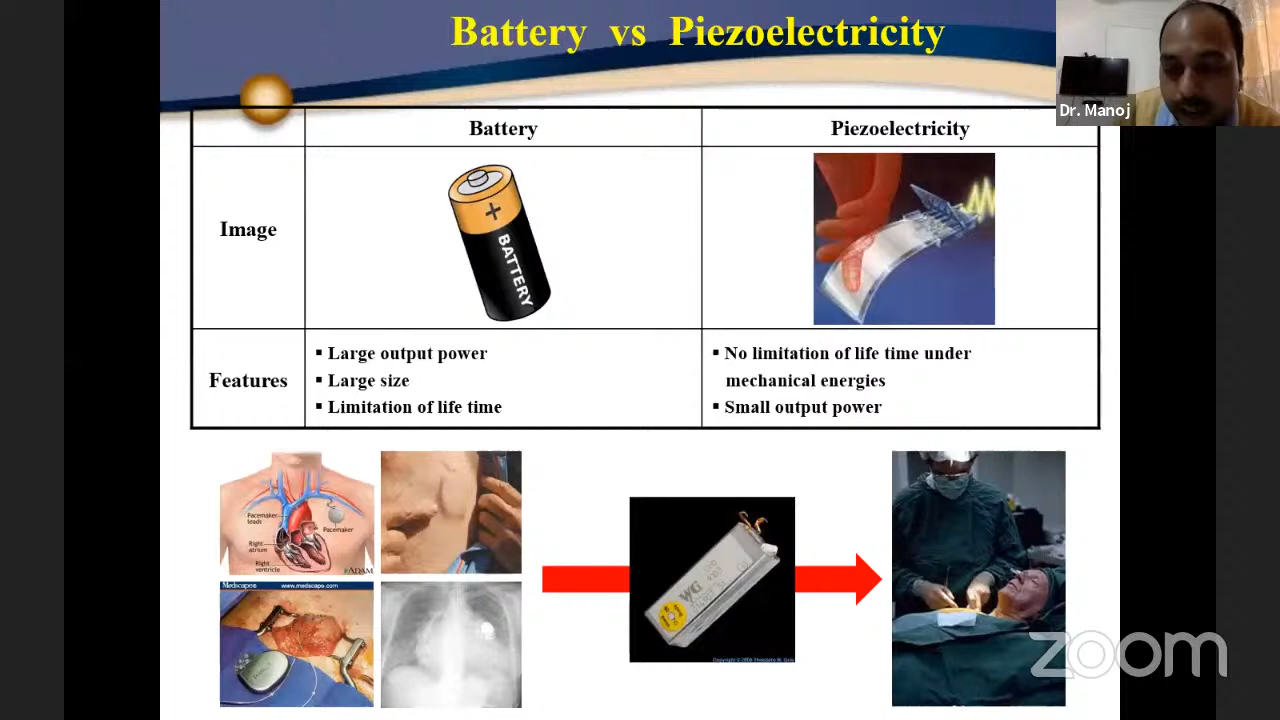 Battery vs Piezoelectricity
Dr. Manoj
Battery
Piezoelectricity
Image
+
BATTERY
Features
▪ Large output power
▪ Large size
▪ Limitation of life time
▪ No limitation of life time under
mechanical energies
▪ Small output power
Pacemaker
leads
Pacemaker
Right
atrium
Right
ventricle
ADAM
Medscape
www.medscape.com
WG
zoom